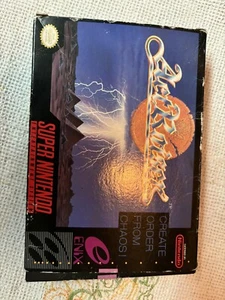 ActRaiser
CREATE
ORDER
FROM
CHAOS!
Nintendo
ENIX
SUPER NINTENDO
ENTERTAINMENT SYSTEM